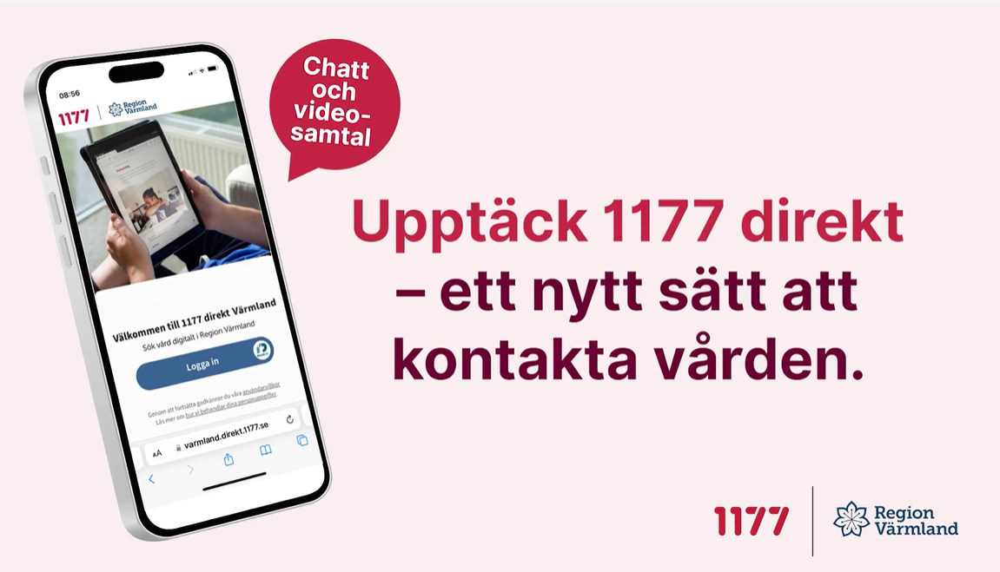 08:56
1177
Region
Värmland
Välkommen till 1177 direkt Värmland
Sök vård digitalt i Region Värmland
Logga in
Genom att fortsätta godkänner du våra användarvillkor
Läs mer om hur vi behandlar dina personuppgifter
AA
varmland.direkt.1177.se
Chatt
och
video-
samtal
Upptäck 1177 direkt
– ett nytt sätt att
kontakta vården.
1177
Region
Värmland